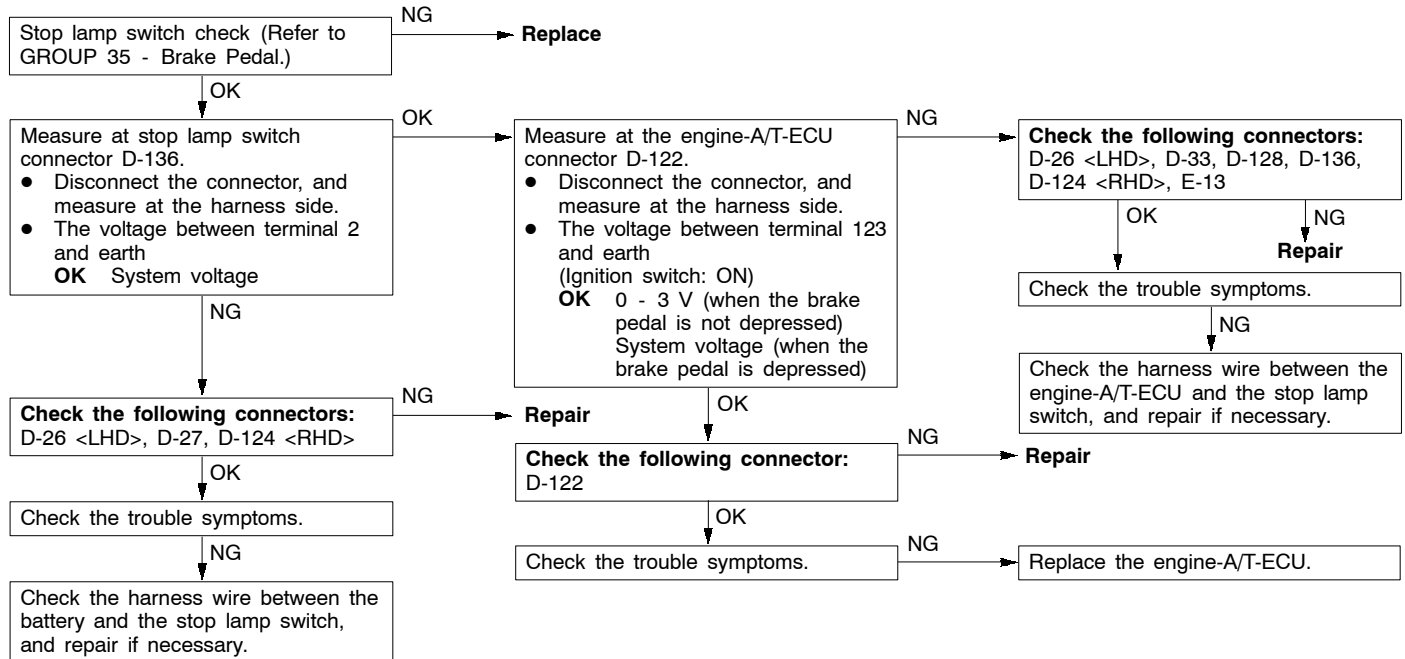 Stop lamp switch check (Refer to
GROUP 35 - Brake Pedal.)
NG
Replace
OK
Measure at stop lamp switch
connector D-136.
● Disconnect the connector, and
measure at the harness side.
● The voltage between terminal 2
and earth
OK System voltage
OK
Measure at the engine-A/T-ECU
connector D-122.
● Disconnect the connector, and
measure at the harness side.
● The voltage between terminal 123
and earth
(Ignition switch: ON)
OK 0 - 3 V (when the brake
pedal is not depressed)
System voltage (when the
brake pedal is depressed)
NG
Check the following connectors:
D-26 <LHD>, D-33, D-128, D-136,
D-124 <RHD>, E-13
OK
NG
Repair
Check the trouble symptoms.
NG
Check the harness wire between the
engine-A/T-ECU and the stop lamp
switch, and repair if necessary.
NG
Check the following connectors:
D-26 <LHD>, D-27, D-124 <RHD>
NG
Repair
OK
Check the trouble symptoms.
NG
Check the harness wire between the
battery and the stop lamp switch,
and repair if necessary.
OK
Check the following connector:
D-122
NG
Repair
OK
Check the trouble symptoms.
NG
Replace the engine-A/T-ECU.